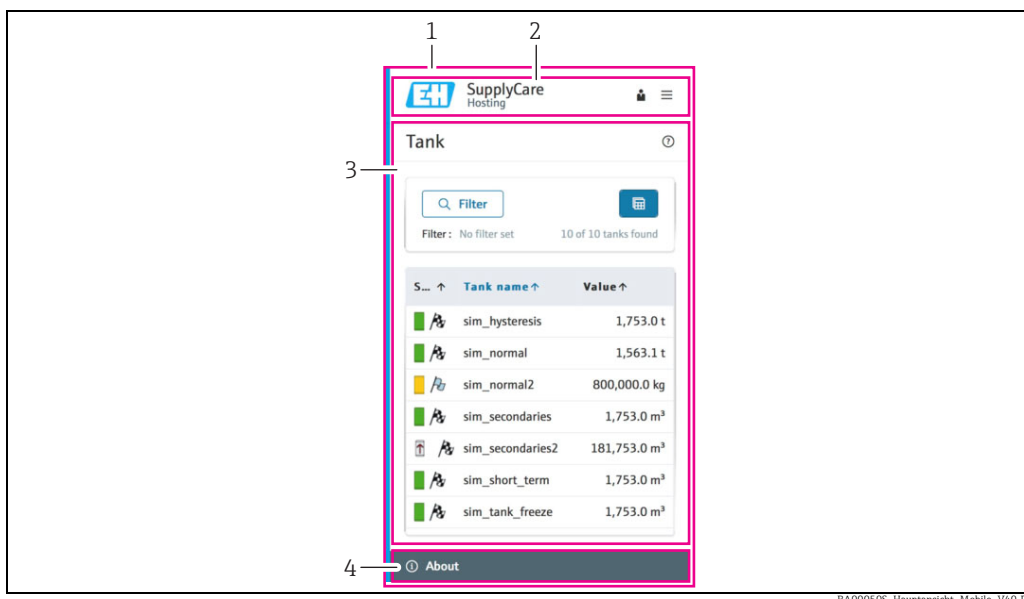 1 2
EH SupplyCare
Hosting
Tank
3
Filter
Filter : No filter set 10 of 10 tanks found
S... ↑ Tank name ↑ Value ↑
sim_hysteresis 1,753.0 t
sim_normal 1,563.1 t
sim_normal2 800,000.0 kg
sim_secondaries 1,753.0 m³
sim_secondaries2 181,753.0 m³
sim_short_term 1,753.0 m³
sim_tank_freeze 1,753.0 m³
4 About